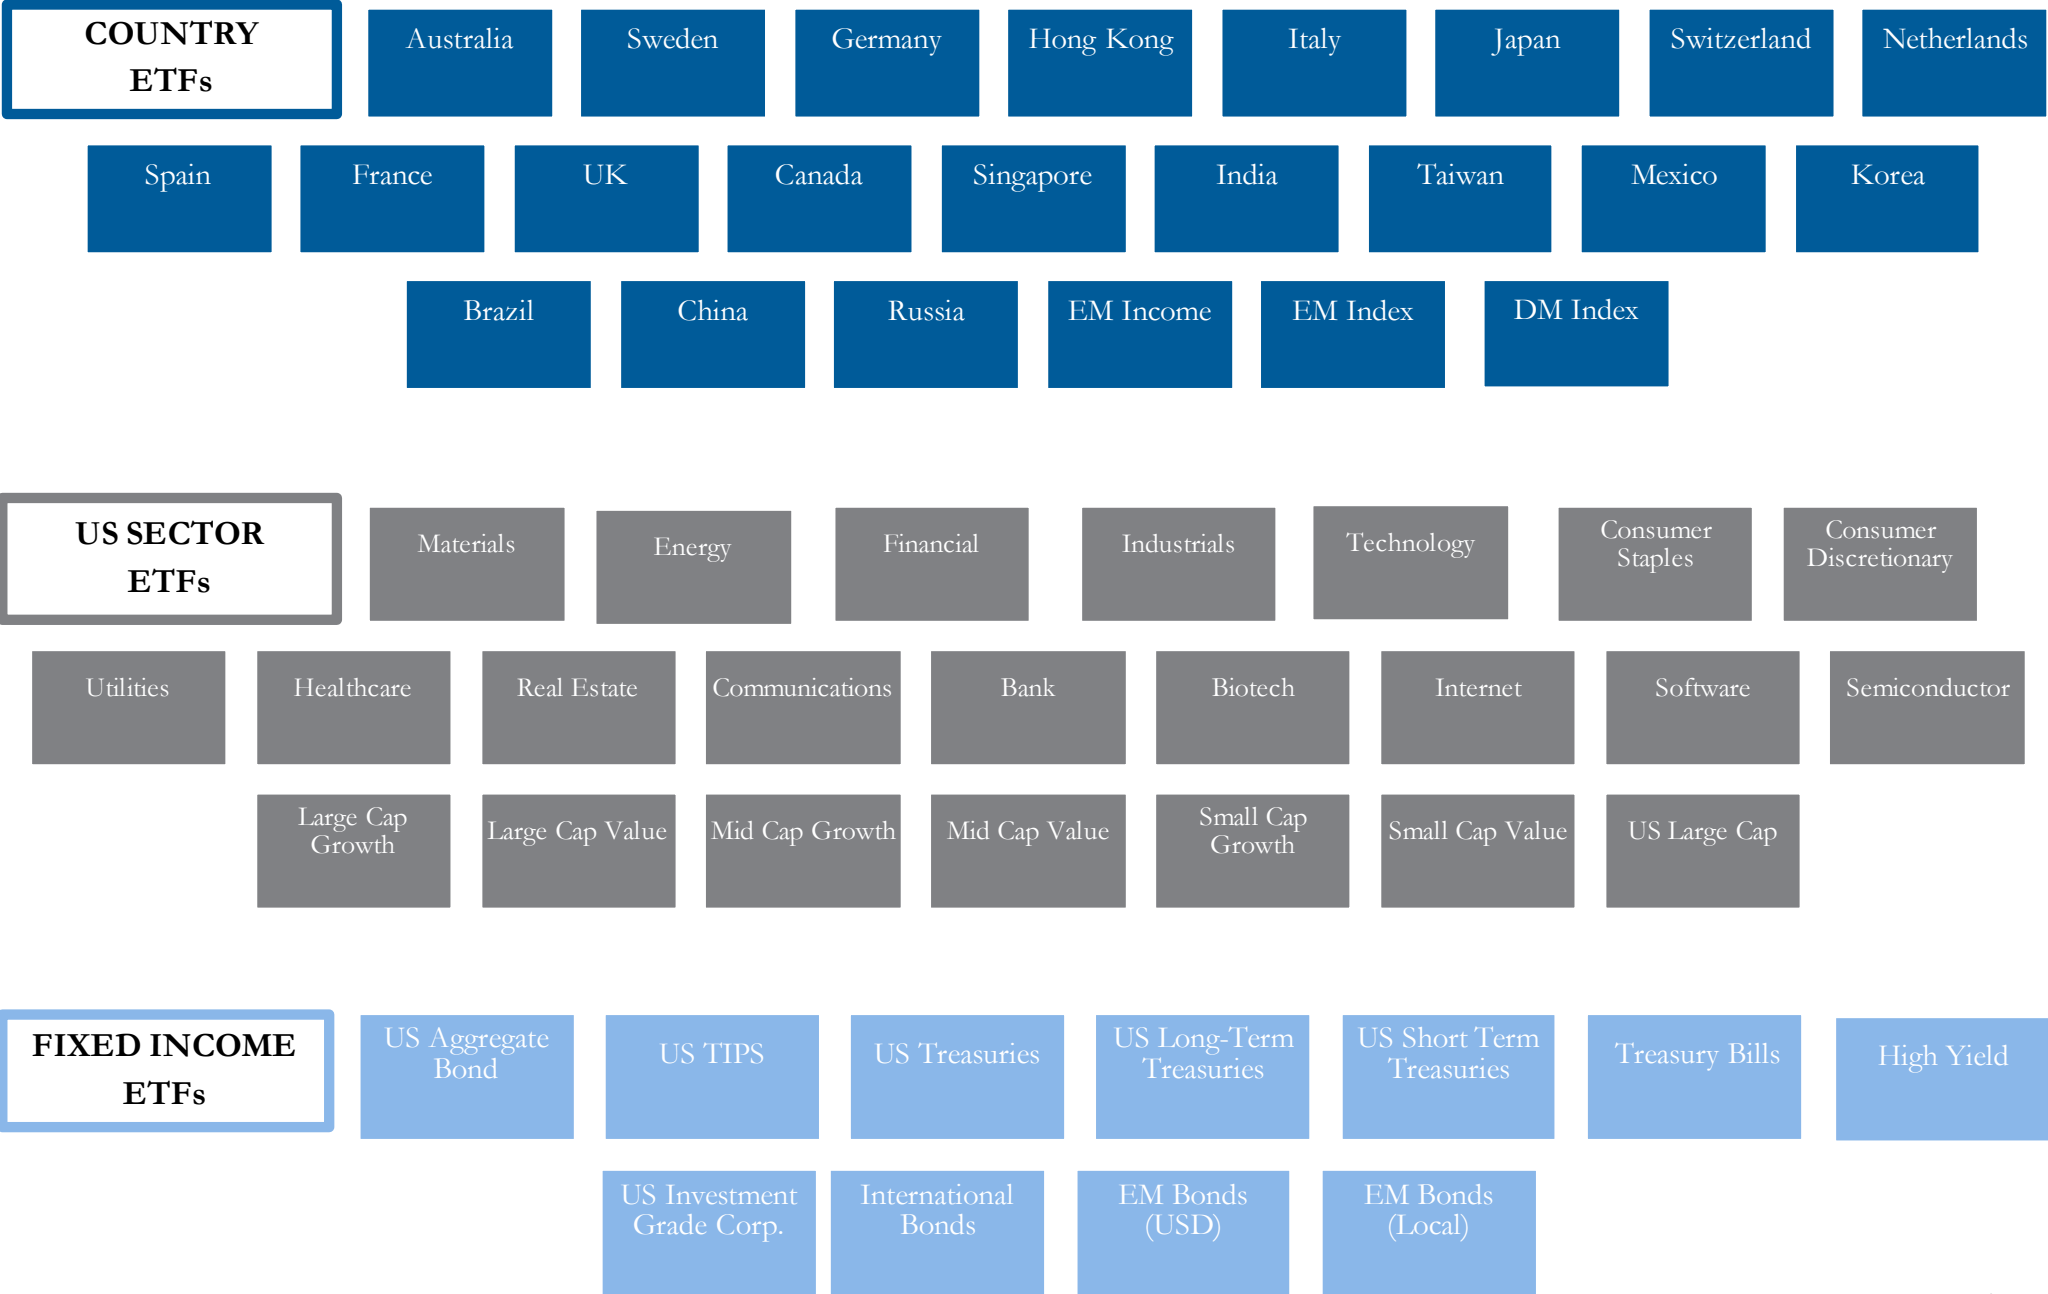 COUNTRY
ETFs
Australia
Sweden
Germany
Hong Kong
Italy
Japan
Switzerland
Netherlands
Spain
France
UK
Canada
Singapore
India
Taiwan
Mexico
Korea
Brazil
China
Russia
EM Income
EM Index
DM Index
US SECTOR
ETFs
Materials
Energy
Financial
Industrials
Technology
Consumer
Staples
Consumer
Discretionary
Utilities
Healthcare
Real Estate
Communications
Bank
Biotech
Internet
Software
Semiconductor
Large Cap
Growth
Large Cap Value
Mid Cap Growth
Mid Cap Value
Small Cap
Growth
Small Cap Value
US Large Cap
FIXED INCOME
ETFs
US Aggregate
Bond
US TIPS
US Treasuries
US Long-Term
Treasuries
US Short Term
Treasuries
Treasury Bills
High Yield
US Investment
Grade Corp.
International
Bonds
EM Bonds
(USD)
EM Bonds
(Local)